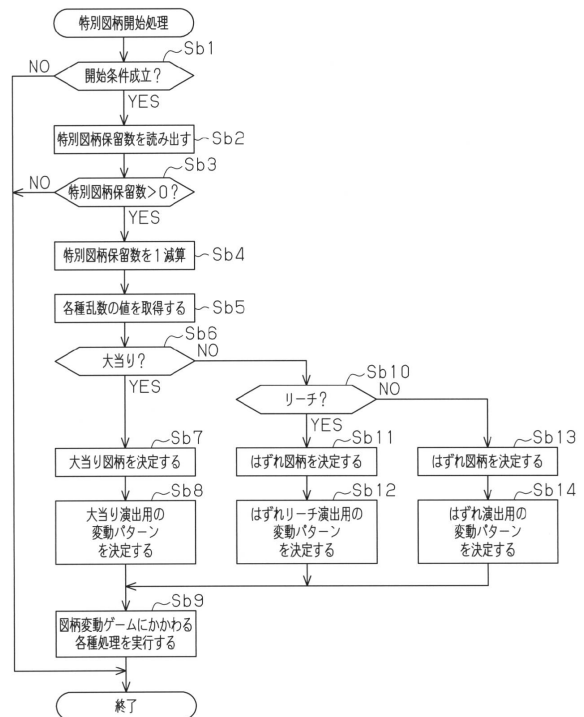 特別図柄開始処理
Sb1
開始条件成立？
NO
YES
特別図柄保留数を読み出す
Sb2
Sb3
特別図柄保留数＞0？
NO
YES
特別図柄保留数を1減算
Sb4
各種乱数の値を取得する
Sb5
Sb6
大当り？
NO
YES
Sb10
リーチ？
NO
YES
Sb7
大当り図柄を決定する
Sb11
はずれ図柄を決定する
Sb13
はずれ図柄を決定する
Sb8
大当り演出用の
変動パターン
を決定する
Sb12
はずれリーチ演出用の
変動パターン
を決定する
Sb14
はずれ演出用の
変動パターン
を決定する
Sb9
図柄変動ゲームにかかわる
各種処理を実行する
終了